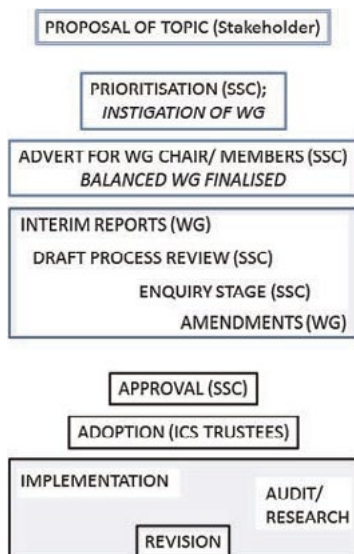 PROPOSAL OF TOPIC (Stakeholder)
PRIORITISATION (SSC);
INSTIGATION OF WG
ADVERT FOR WG CHAIR/ MEMBERS (SSC)
BALANCED WG FINALISED
INTERIM REPORTS (WG)
DRAFT PROCESS REVIEW (SSC)
ENQUIRY STAGE (SSC)
AMENDMENTS (WG)
APPROVAL (SSC)
ADOPTION (ICS TRUSTEES)
IMPLEMENTATION
AUDIT/
RESEARCH
REVISION